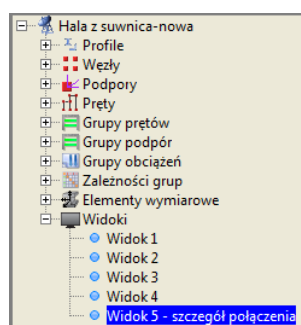 Hala z suwnica-nowa
Profile
Węzły
Podpory
Pręty
Grupy prętów
Grupy podpór
Grupy obciążeń
Zależności grup
Elementy wymiarowe
Widoki
Widok 1
Widok 2
Widok 3
Widok 4
Widok 5 - szczegół połączenia